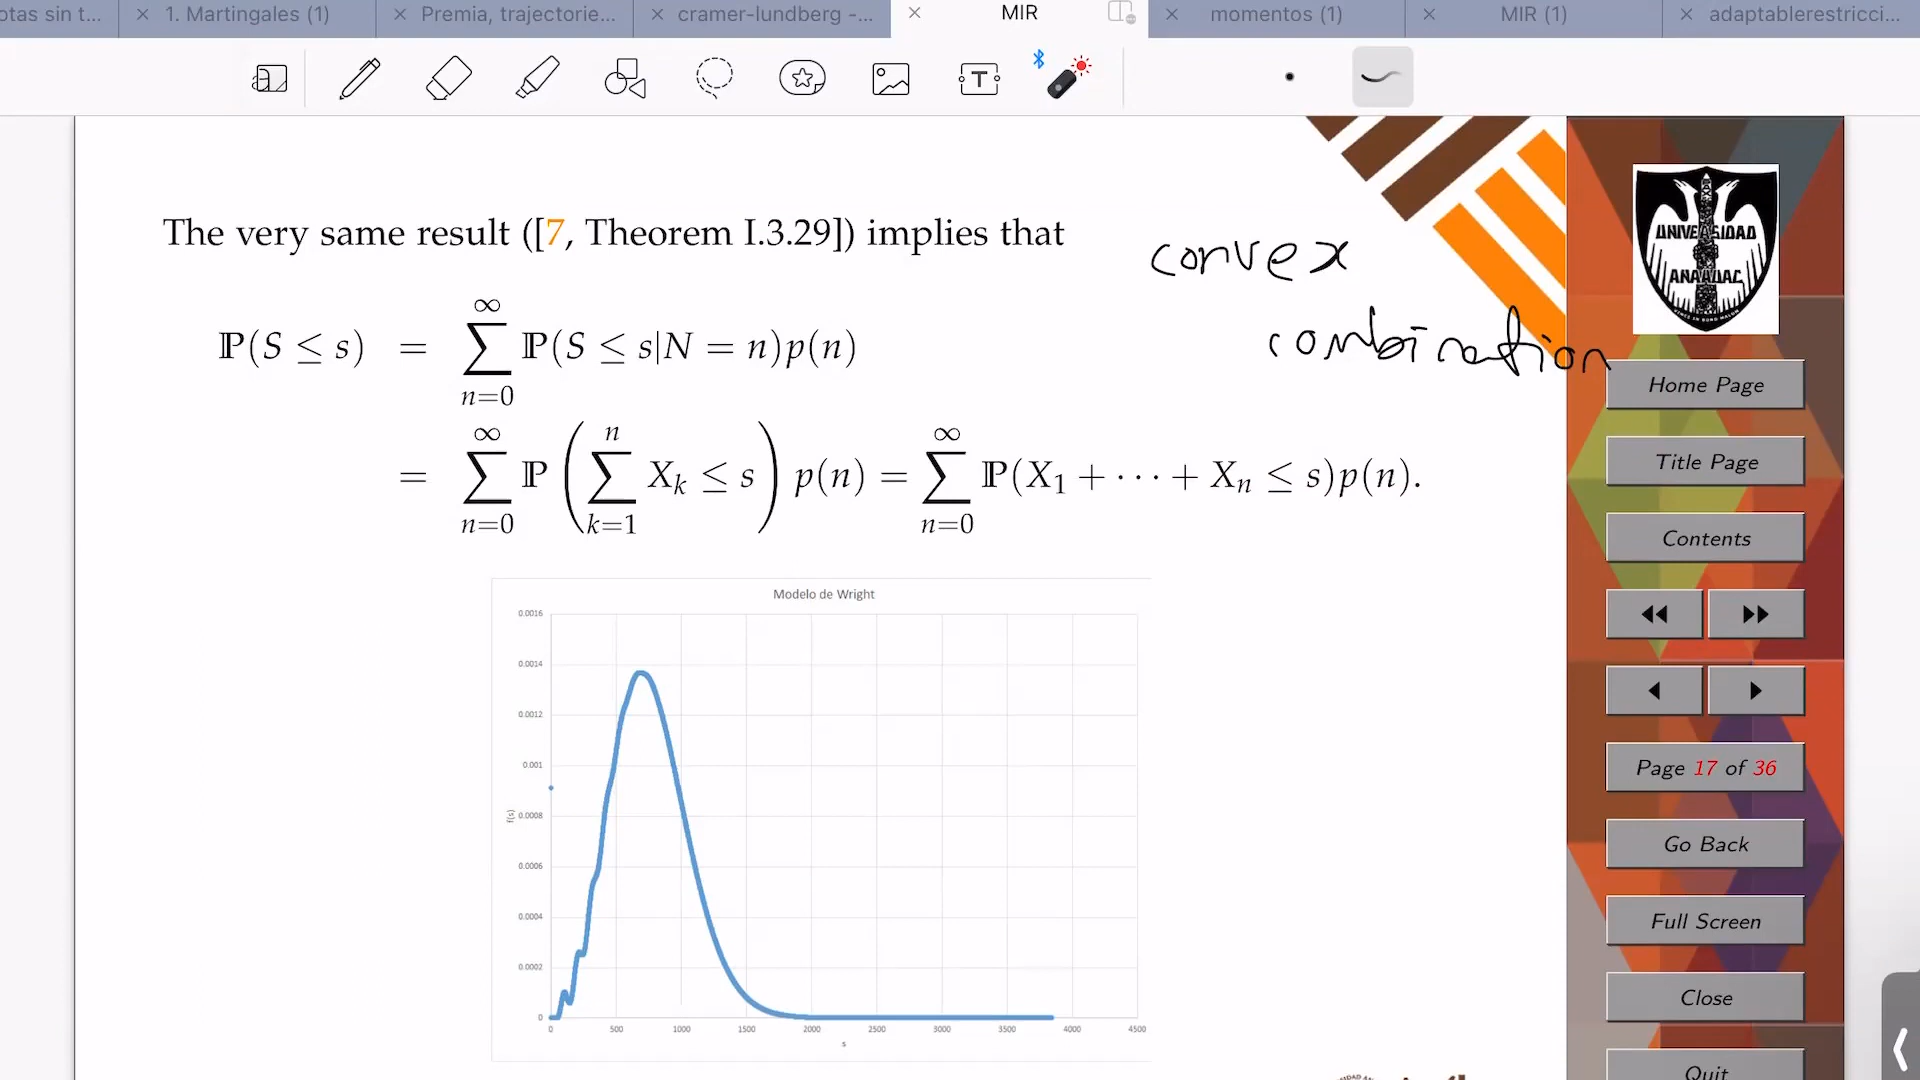 otas sin t...
1. Martingales (1)
Premia, trajectorie...
cramer-lundberg -...
MIR
momentos (1)
MIR (1)
adaptablerestricci...
The very same result ([7, Theorem I.3.29]) implies that
convex
combination
ℙ(S ≤ s) = ∑_{n=0}^{∞} ℙ(S ≤ s|N = n)p(n)
= ∑_{n=0}^{∞} ℙ(∑_{k=1}^{n} X_k ≤ s) p(n) = ∑_{n=0}^{∞} ℙ(X_1 + ··· + X_n ≤ s)p(n).
Modelo de Wright
0.0016
0.0014
0.0012
0.001
0.0008
0.0006
0.0004
0.0002
0
f(s)
0 500 1000 1500 2000 2500 3000 3500 4000 4500
s
UNIVERSIDAD
ANAHUAC
Home Page
Title Page
Contents
Page 17 of 36
Go Back
Full Screen
Close
Quit